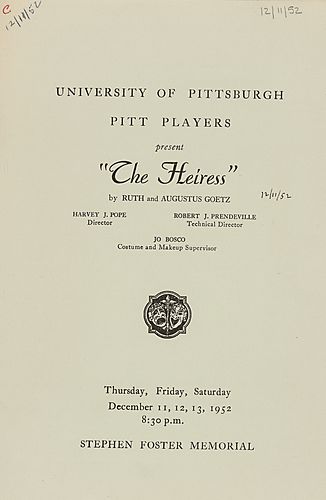 C
12/11/52
12/11/52
UNIVERSITY OF PITTSBURGH
PITT PLAYERS
present
"The Heiress"
by RUTH and AUGUSTUS GOETZ
12/11/52
HARVEY J. POPE ROBERT J. PRENDEVILLE
Director Technical Director
JO BOSCO
Costume and Makeup Supervisor
Thursday, Friday, Saturday
December 11, 12, 13, 1952
8:30 p.m.
STEPHEN FOSTER MEMORIAL